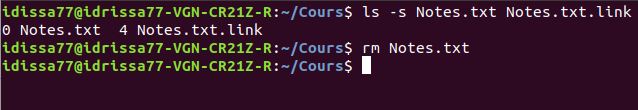 idissa77@idrissa77-VGN-CR21Z-R:~/Cours$ ls -s Notes.txt Notes.txt.link
0 Notes.txt  4 Notes.txt.link
idissa77@idrissa77-VGN-CR21Z-R:~/Cours$ rm Notes.txt
idissa77@idrissa77-VGN-CR21Z-R:~/Cours$